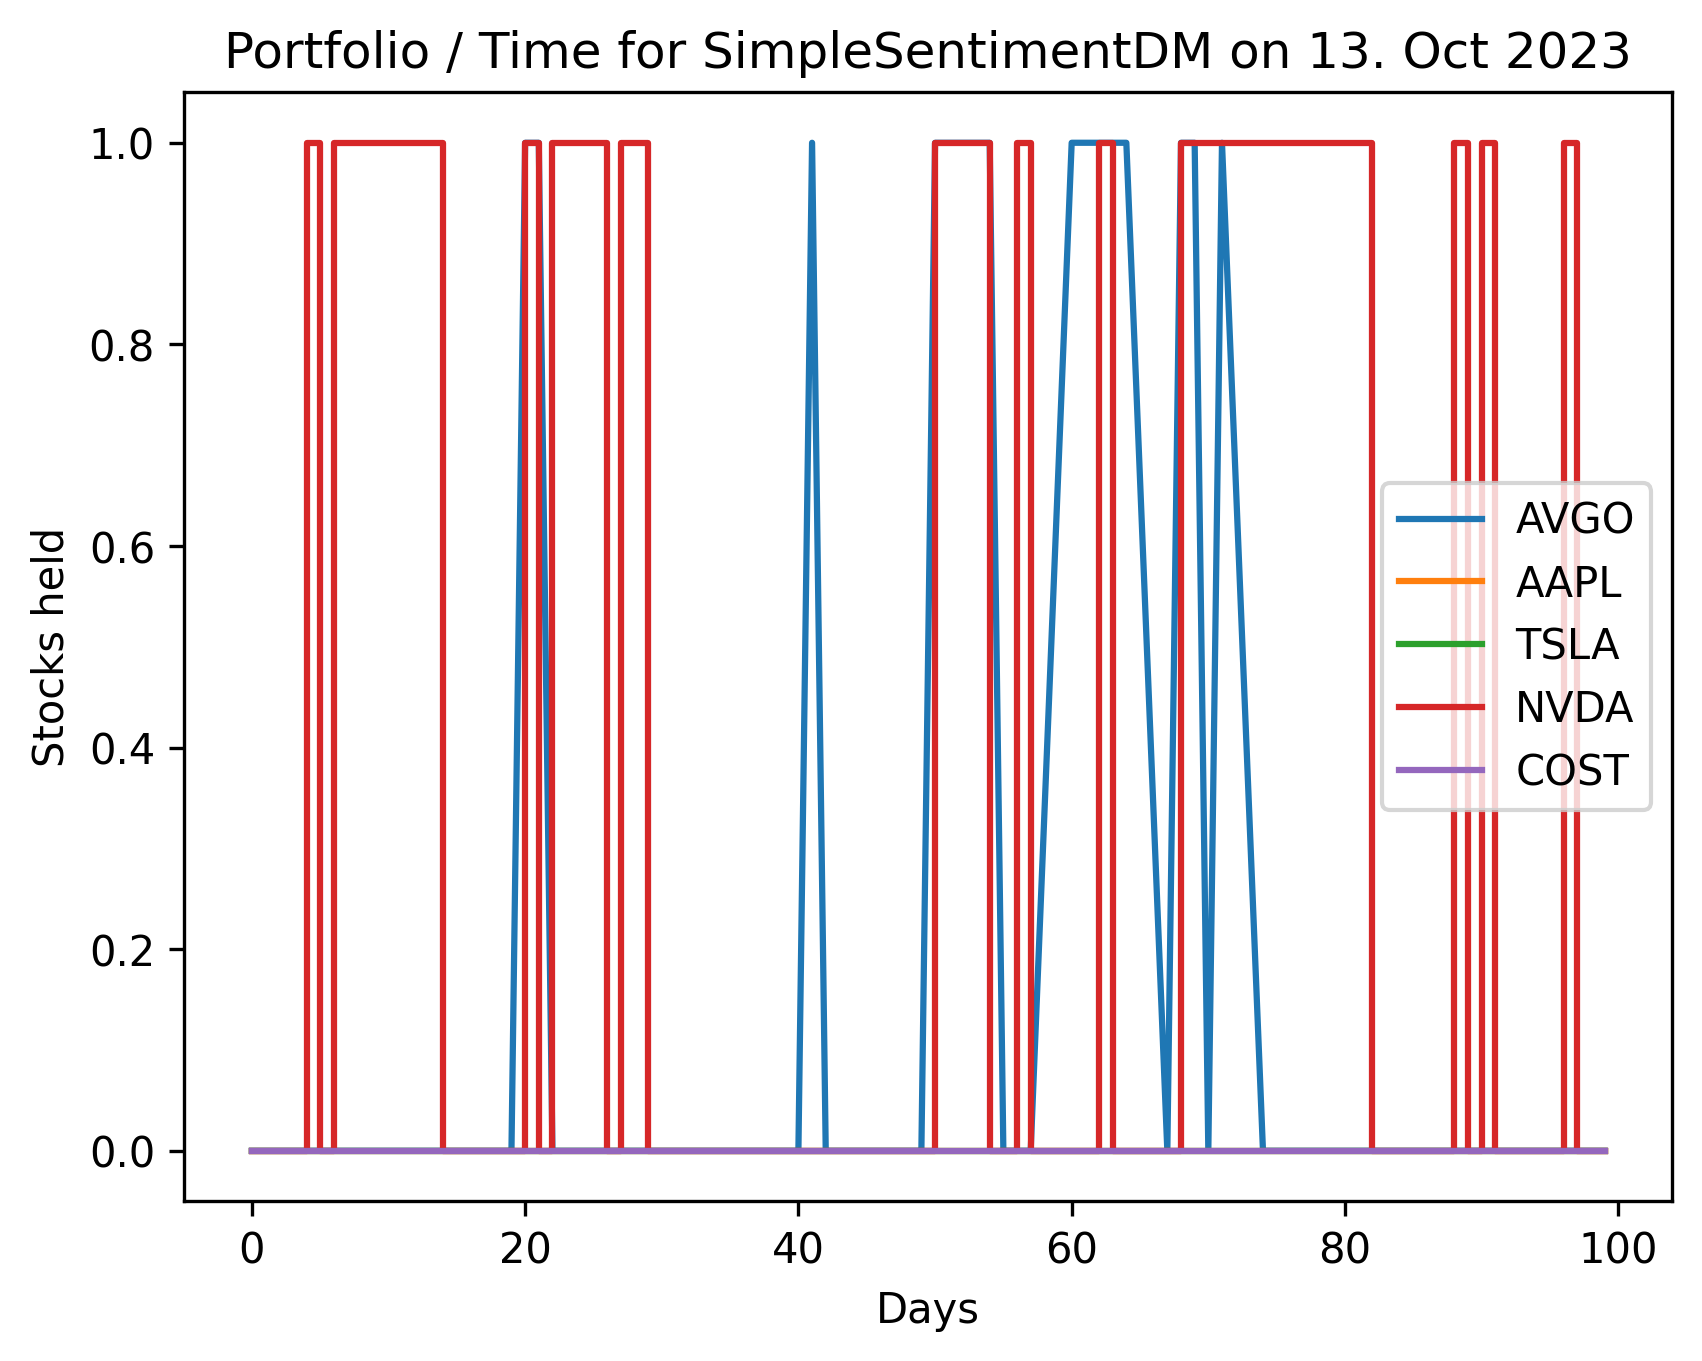 Portfolio / Time for SimpleSentimentDM on 13. Oct 2023
1.0
0.8
0.6
0.4
0.2
0.0
Stocks held
AVGO
AAPL
TSLA
NVDA
COST
0 20 40 60 80 100
Days